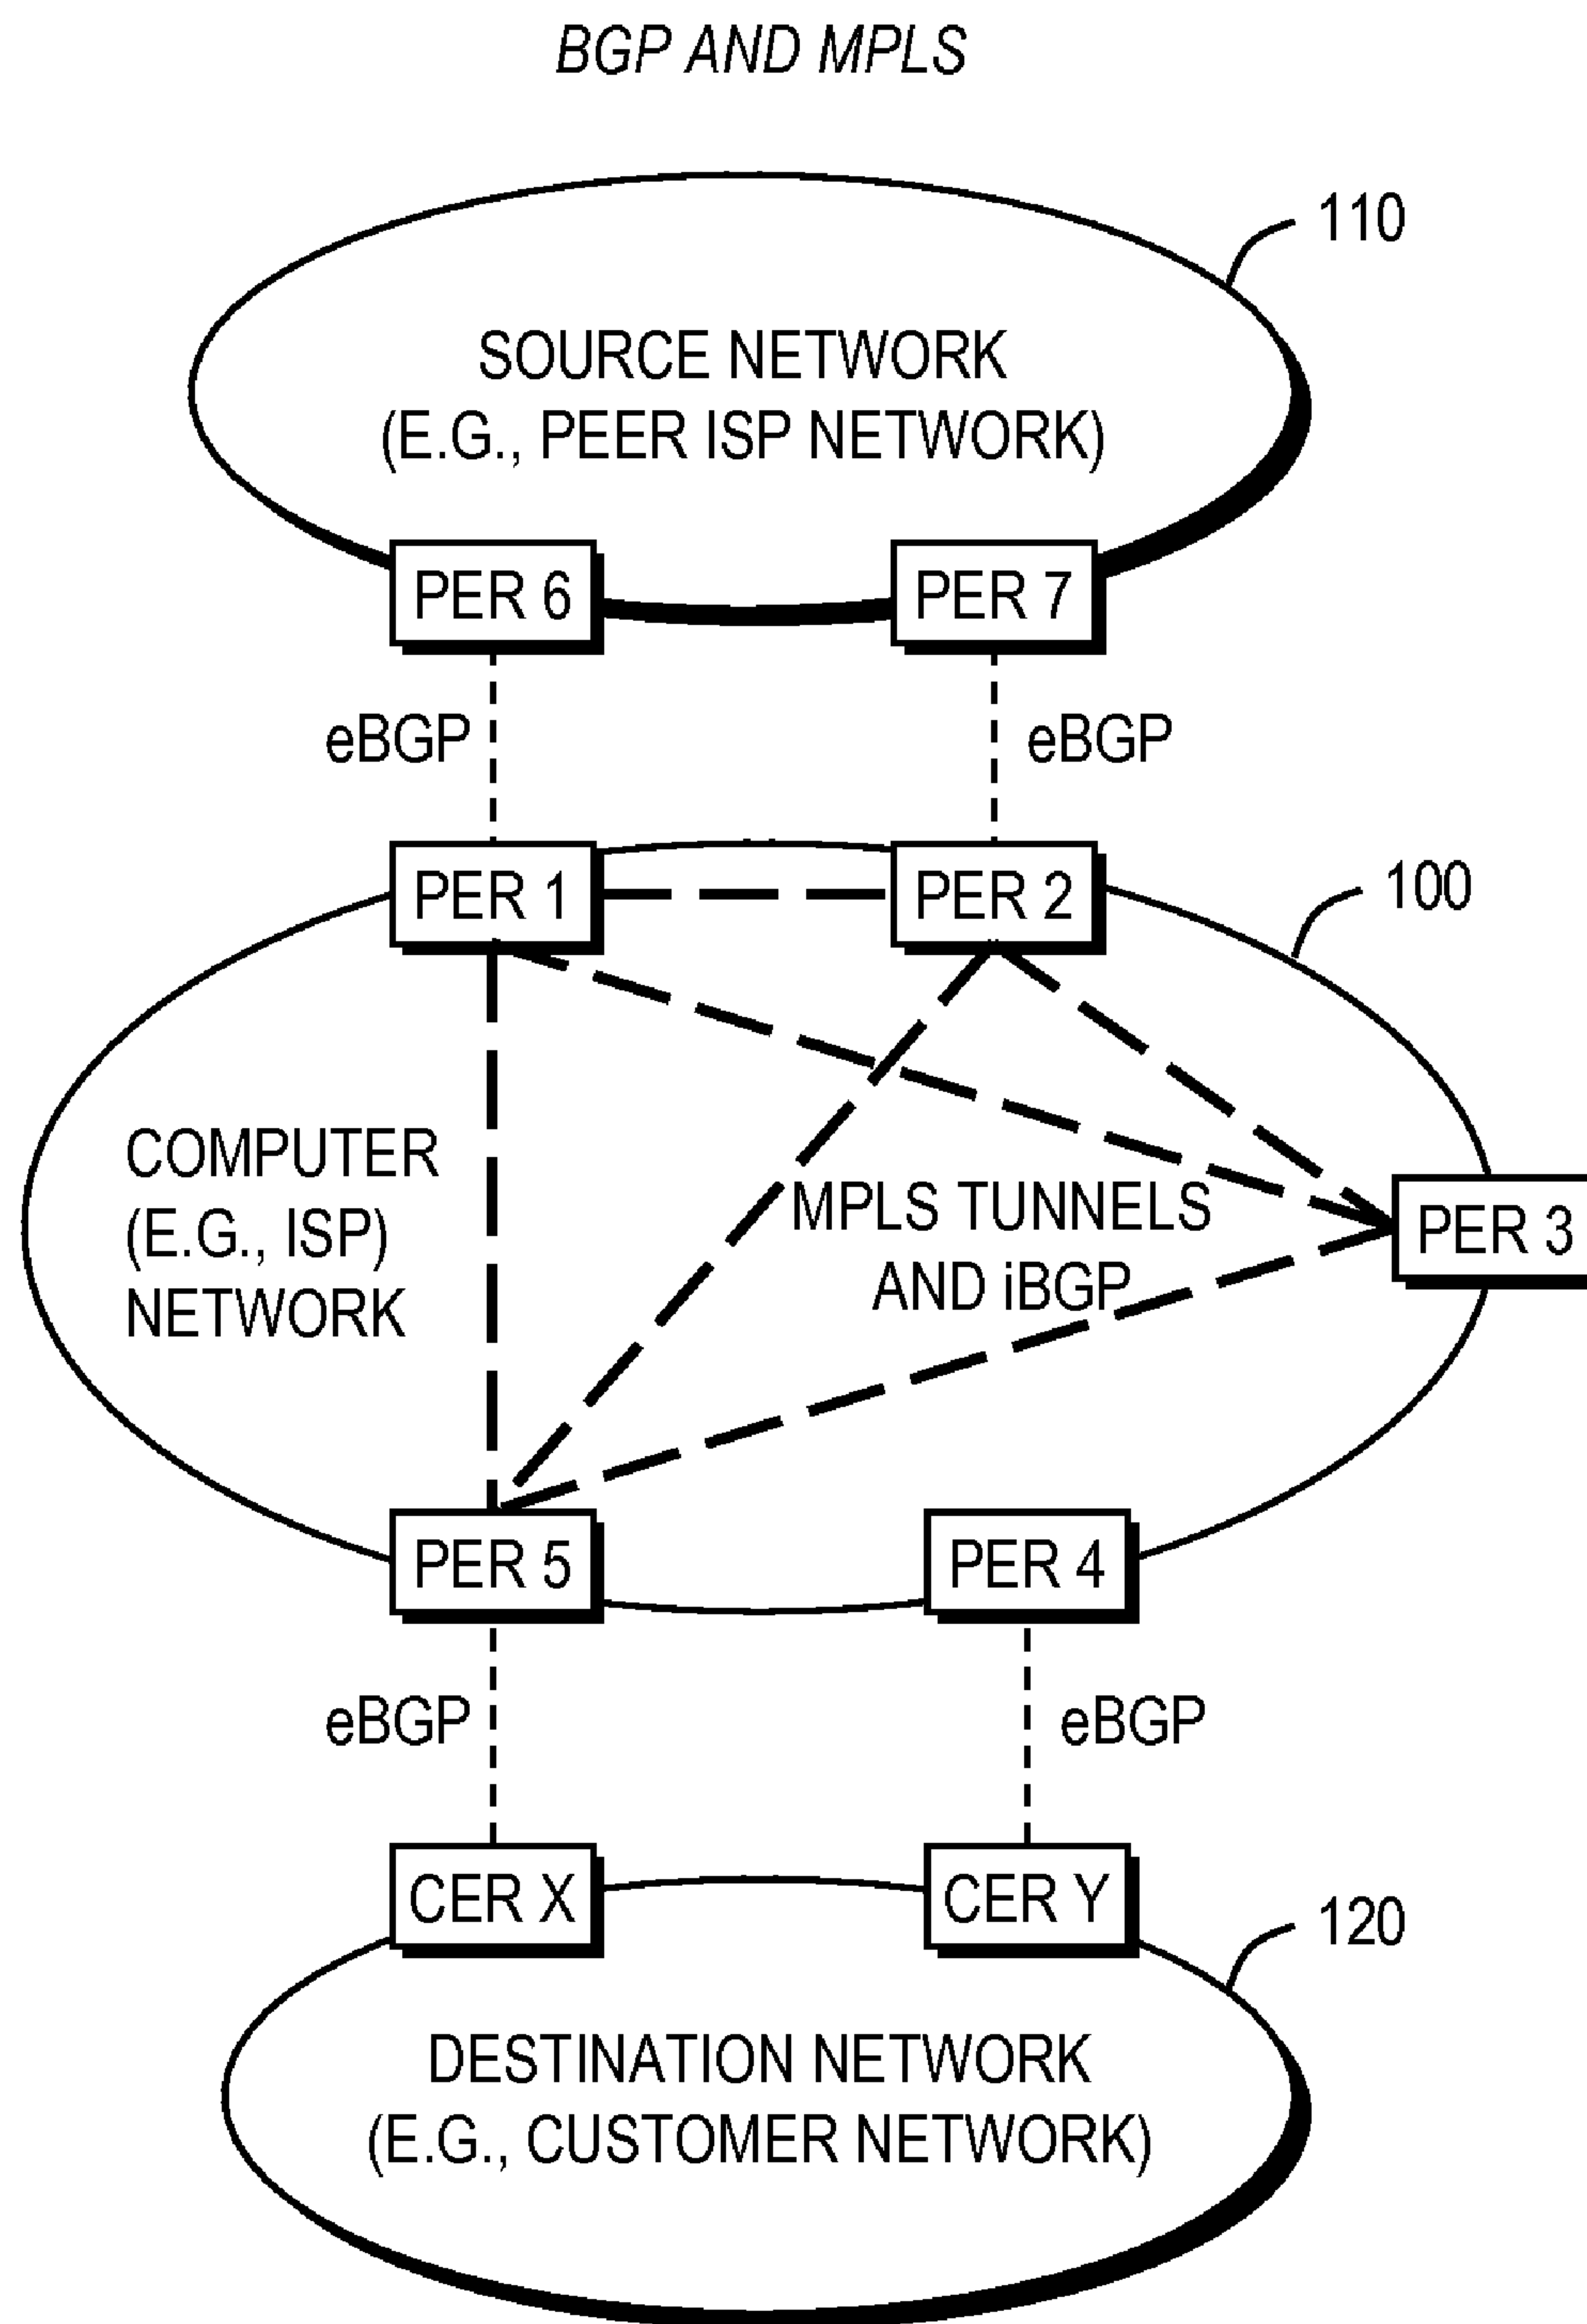 BGP AND MPLS
110
SOURCE NETWORK
(E.G., PEER ISP NETWORK)
PER 6
PER 7
eBGP
eBGP
PER 1
PER 2
100
COMPUTER
(E.G., ISP)
NETWORK
MPLS TUNNELS
AND iBGP
PER 3
PER 5
PER 4
eBGP
eBGP
CER X
CER Y
120
DESTINATION NETWORK
(E.G., CUSTOMER NETWORK)